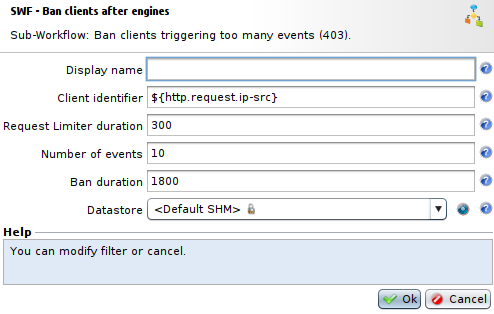 SWF - Ban clients after engines
Sub-Workflow: Ban clients triggering too many events (403).
Display name
Client identifier ${http.request.ip-src}
Request Limiter duration 300
Number of events 10
Ban duration 1800
Datastore <Default SHM>
Help
You can modify filter or cancel.
Ok Cancel